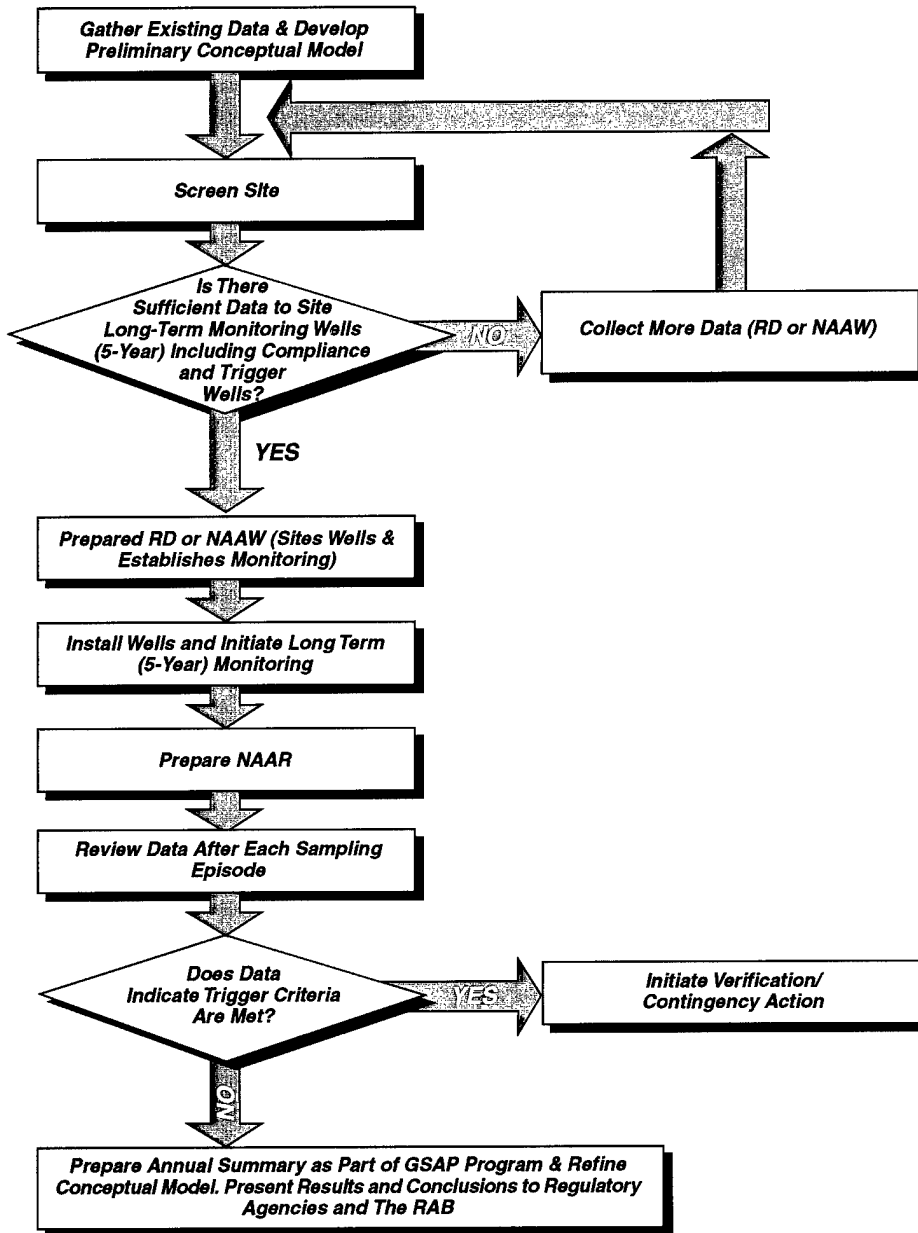 Gather Existing Data & Develop
Preliminary Conceptual Model
Screen Site
Is There
Sufficient Data to Site
Long-Term Monitoring Wells
(5-Year) Including Compliance
and Trigger
Wells?
NO
Collect More Data (RD or NAAW)
YES
Prepared RD or NAAW (Sites Wells &
Establishes Monitoring)
Install Wells and Initiate Long Term
(5-Year) Monitoring
Prepare NAAR
Review Data After Each Sampling
Episode
Does Data
Indicate Trigger Criteria
Are Met?
YES
Initiate Verification/
Contingency Action
NO
Prepare Annual Summary as Part of GSAP Program & Refine
Conceptual Model. Present Results and Conclusions to Regulatory
Agencies and The RAB